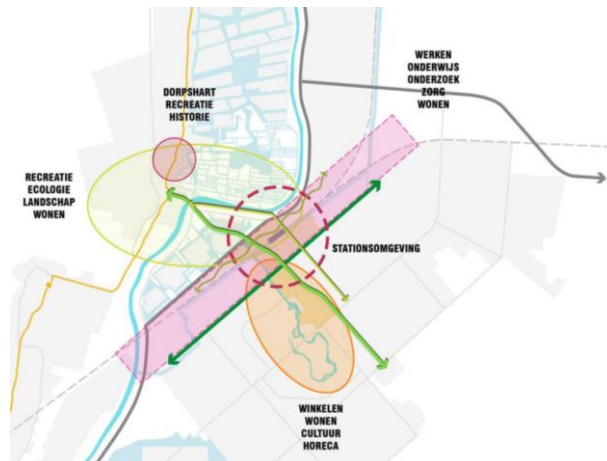 WERKEN
ONDERWIJS
ONDERZOEK
ZORG
WONEN
DORPSHART
RECREATIE
HISTORIE
RECREATIE
ECOLOGIE
LANDSCHAP
WONEN
STATIONSOMGEVING
WINKELEN
WONEN
CULTUUR
HORECA